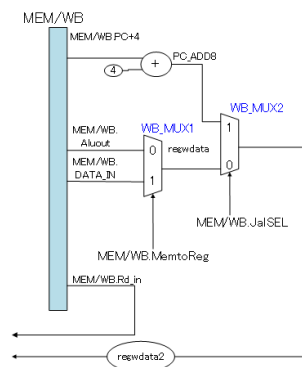 MEM/WB
MEM/WB.PC+4
PC_ADD8
4
+
WB_MUX2
MEM/WB.
Aluout
WB_MUX1
1
0
regwdata
MEM/WB.
DATA_IN
1
0
MEM/WB.JalSEL
MEM/WB.MemtoReg
MEM/WB.Rd_in
regwdata2